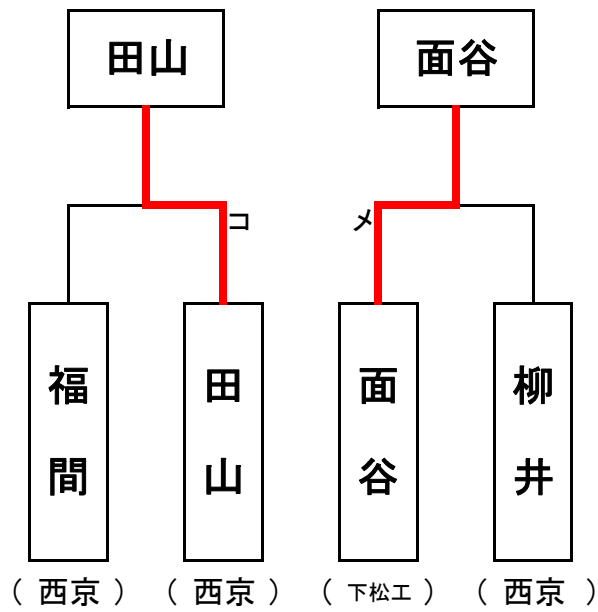 田山
面谷
コ
メ
福間
田山
面谷
柳井
（ 西京 ）
（ 西京 ）
（ 下松工 ）
（ 西京 ）